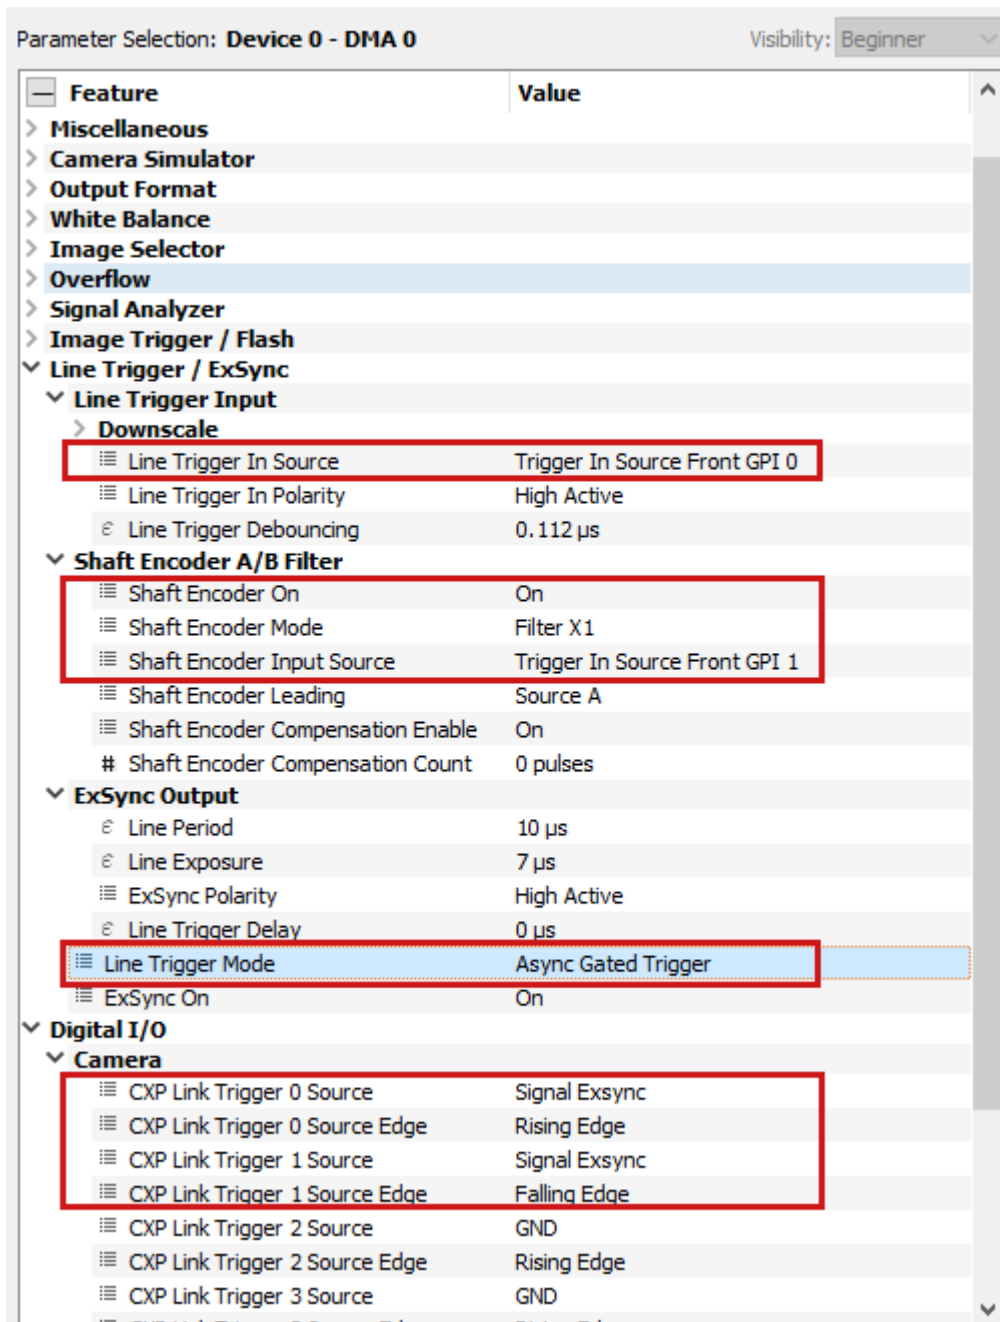 Parameter Selection: Device 0 - DMA 0 Visibility: Beginner
Feature Value
Miscellaneous
Camera Simulator
Output Format
White Balance
Image Selector
Overflow
Signal Analyzer
Image Trigger / Flash
Line Trigger / ExSync
Line Trigger Input
Downscale
Line Trigger In Source Trigger In Source Front GPI 0
Line Trigger In Polarity High Active
ε Line Trigger Debouncing 0.112 µs
Shaft Encoder A/B Filter
Shaft Encoder On On
Shaft Encoder Mode Filter X1
Shaft Encoder Input Source Trigger In Source Front GPI 1
Shaft Encoder Leading Source A
Shaft Encoder Compensation Enable On
# Shaft Encoder Compensation Count 0 pulses
ExSync Output
ε Line Period 10 µs
ε Line Exposure 7 µs
ExSync Polarity High Active
ε Line Trigger Delay 0 µs
Line Trigger Mode Async Gated Trigger
ExSync On On
Digital I/O
Camera
CXP Link Trigger 0 Source Signal Exsync
CXP Link Trigger 0 Source Edge Rising Edge
CXP Link Trigger 1 Source Signal Exsync
CXP Link Trigger 1 Source Edge Falling Edge
CXP Link Trigger 2 Source GND
CXP Link Trigger 2 Source Edge Rising Edge
CXP Link Trigger 3 Source GND